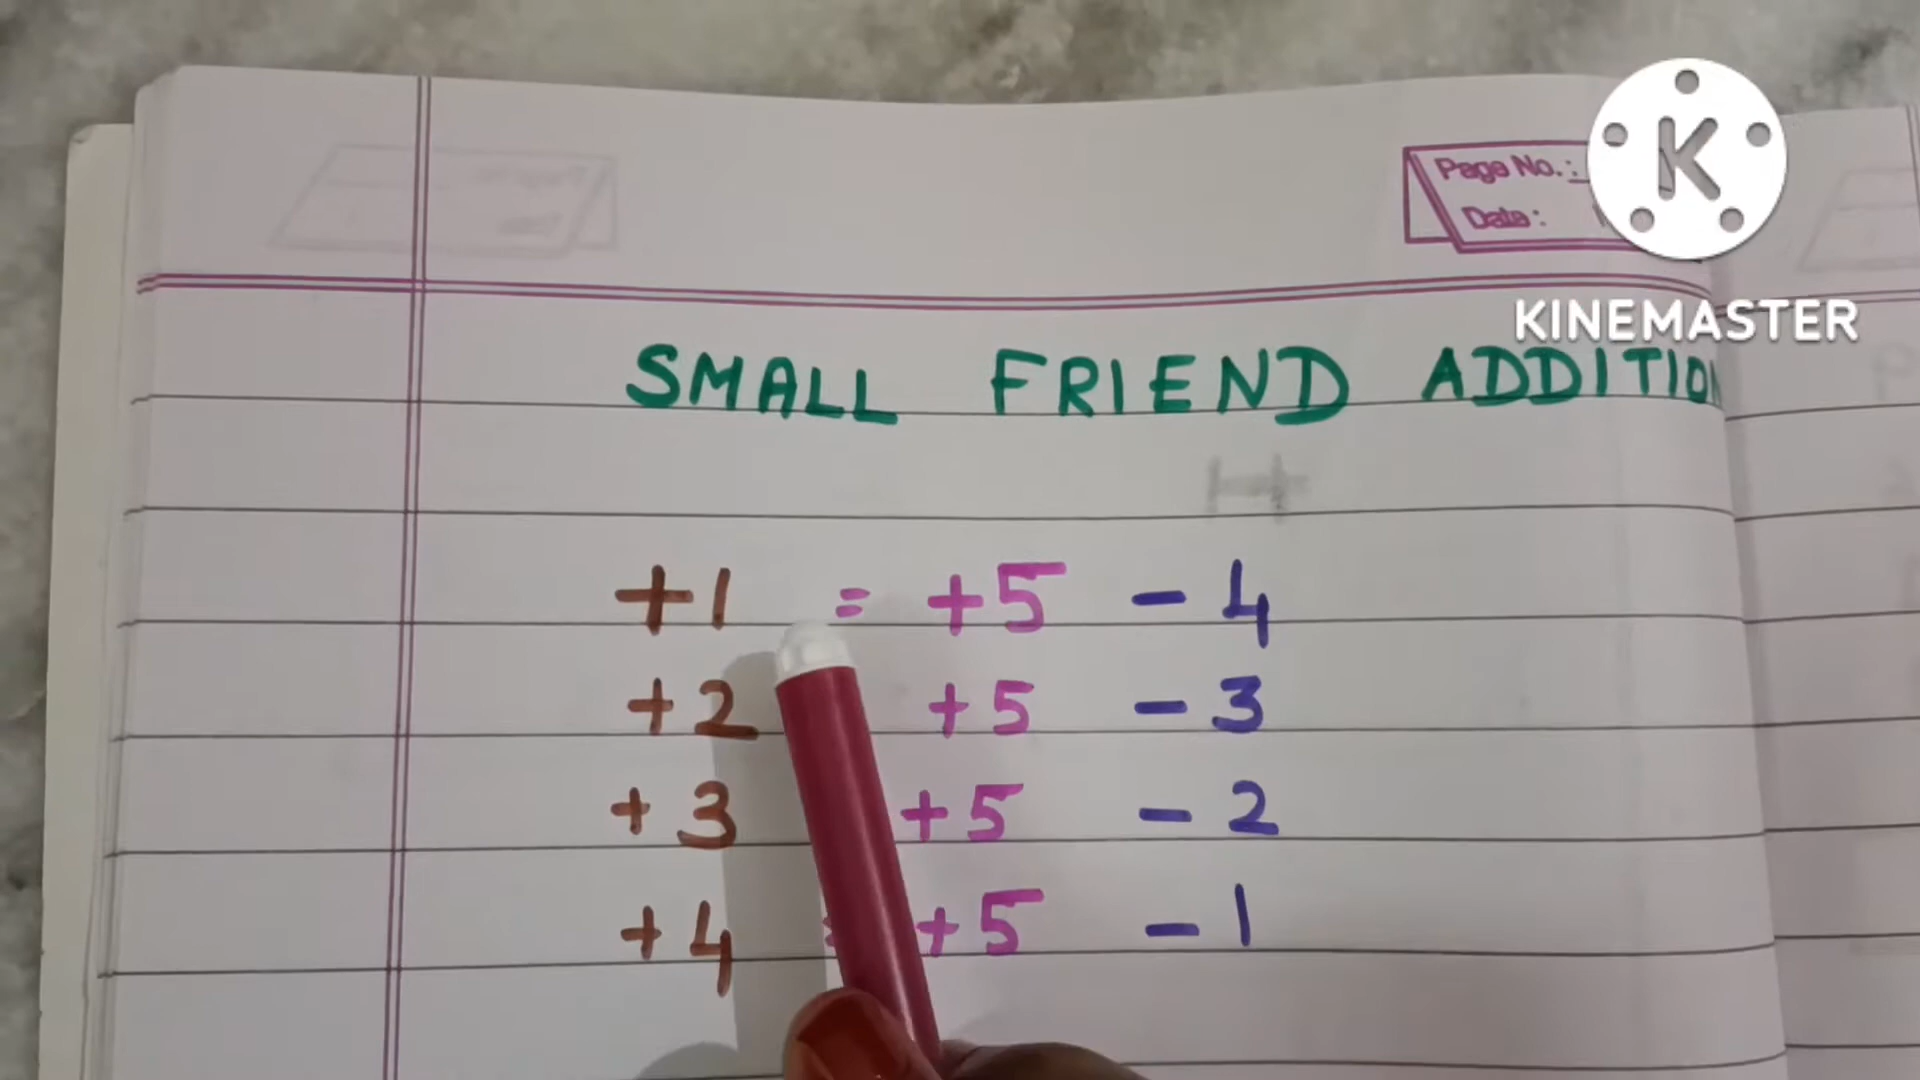 Page No.:
Date:
K
KINEMASTER
SMALL FRIEND ADDITION
+1 = +5 - 4
+2 +5 - 3
+3 +5 - 2
+4 = +5 - 1